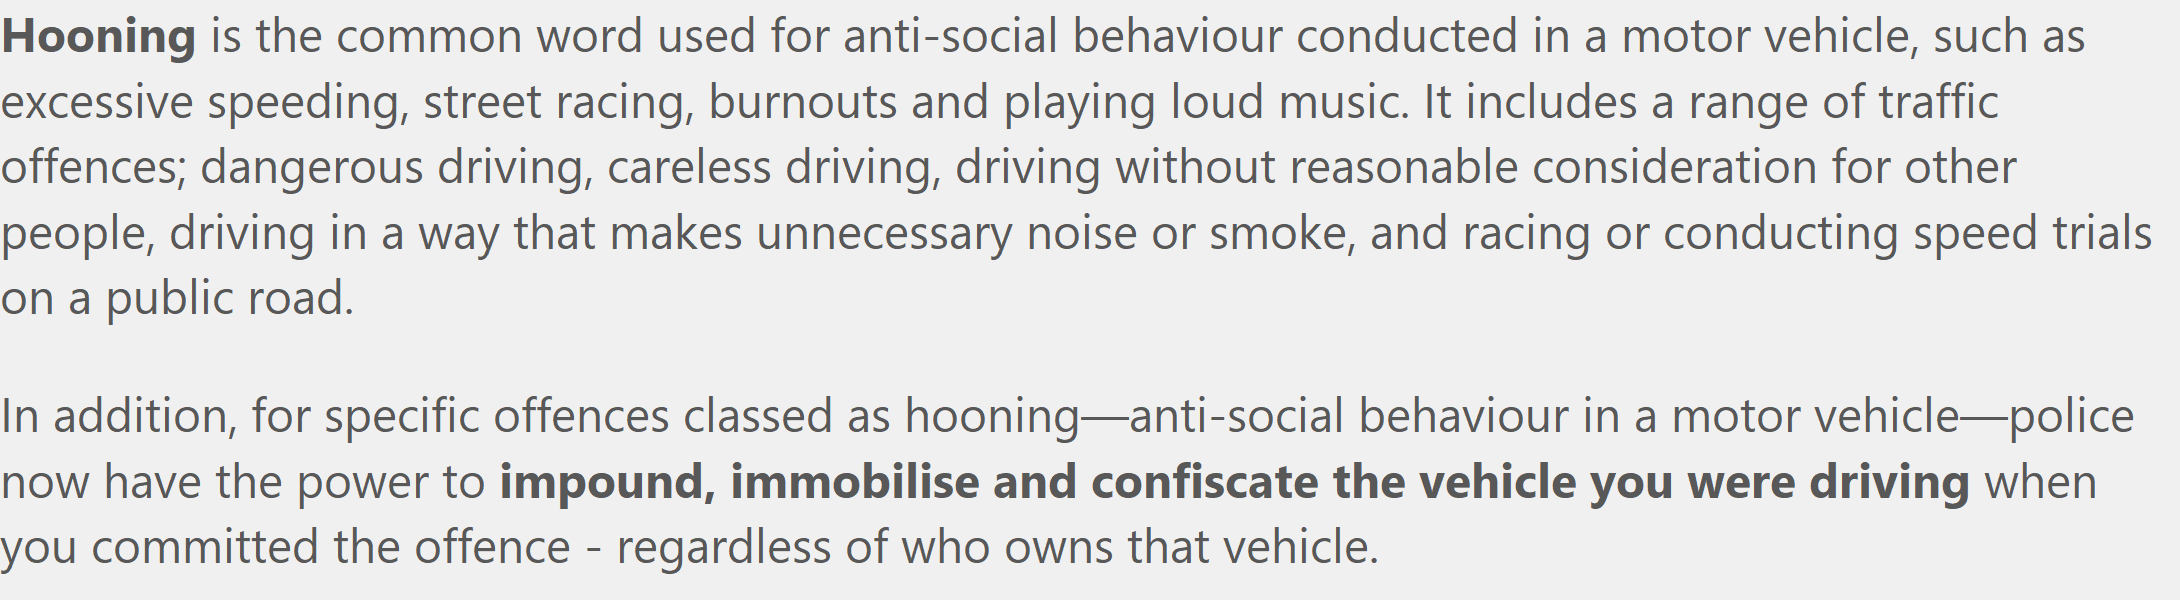 Hooning is the common word used for anti-social behaviour conducted in a motor vehicle, such as
excessive speeding, street racing, burnouts and playing loud music. It includes a range of traffic
offences; dangerous driving, careless driving, driving without reasonable consideration for other
people, driving in a way that makes unnecessary noise or smoke, and racing or conducting speed trials
on a public road.
In addition, for specific offences classed as hooning—anti-social behaviour in a motor vehicle—police
now have the power to impound, immobilise and confiscate the vehicle you were driving when
you committed the offence - regardless of who owns that vehicle.